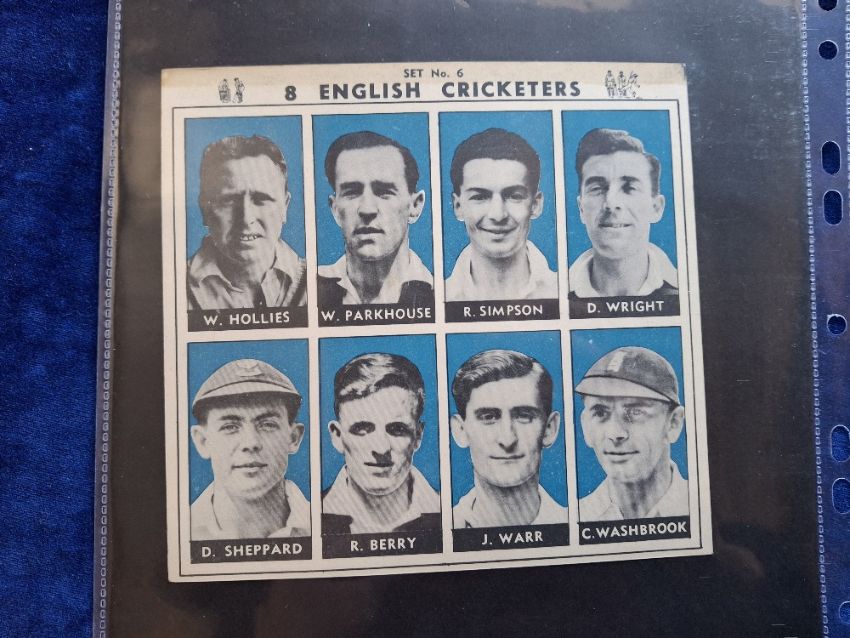 SET No. 6
8 ENGLISH CRICKETERS
W. HOLLIES
W. PARKHOUSE
R. SIMPSON
D. WRIGHT
D. SHEPPARD
R. BERRY
J. WARR
C. WASHBROOK